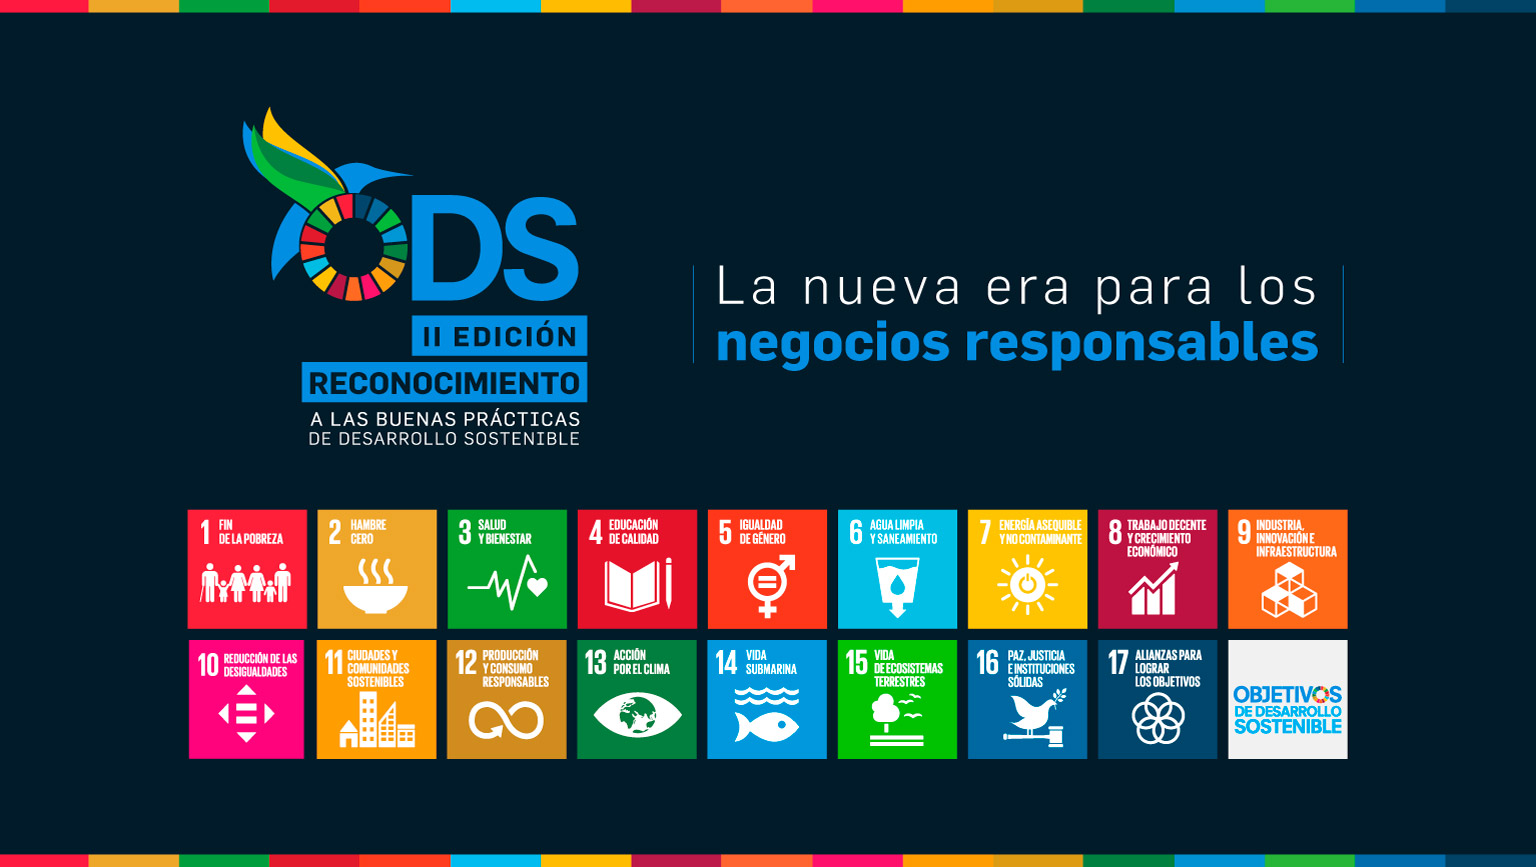 ODS
II EDICIÓN
RECONOCIMIENTO
A LAS BUENAS PRÁCTICAS
DE DESARROLLO SOSTENIBLE
La nueva era para los
negocios responsables
1 FIN
DE LA POBREZA
2 HAMBRE
CERO
3 SALUD
Y BIENESTAR
4 EDUCACIÓN
DE CALIDAD
5 IGUALDAD
DE GÉNERO
6 AGUA LIMPIA
Y SANEAMIENTO
7 ENERGÍA ASEQUIBLE
Y NO CONTAMINANTE
8 TRABAJO DECENTE
Y CRECIMIENTO
ECONÓMICO
9 INDUSTRIA,
INNOVACIÓN E
INFRAESTRUCTURA
10 REDUCCIÓN DE LAS
DESIGUALDADES
11 CIUDADES Y
COMUNIDADES
SOSTENIBLES
12 PRODUCCIÓN
Y CONSUMO
RESPONSABLES
13 ACCIÓN
POR EL CLIMA
14 VIDA
SUBMARINA
15 VIDA
DE ECOSISTEMAS
TERRESTRES
16 PAZ, JUSTICIA
E INSTITUCIONES
SÓLIDAS
17 ALIANZAS PARA
LOGRAR
LOS OBJETIVOS
OBJETIVOS
DE DESARROLLO
SOSTENIBLE